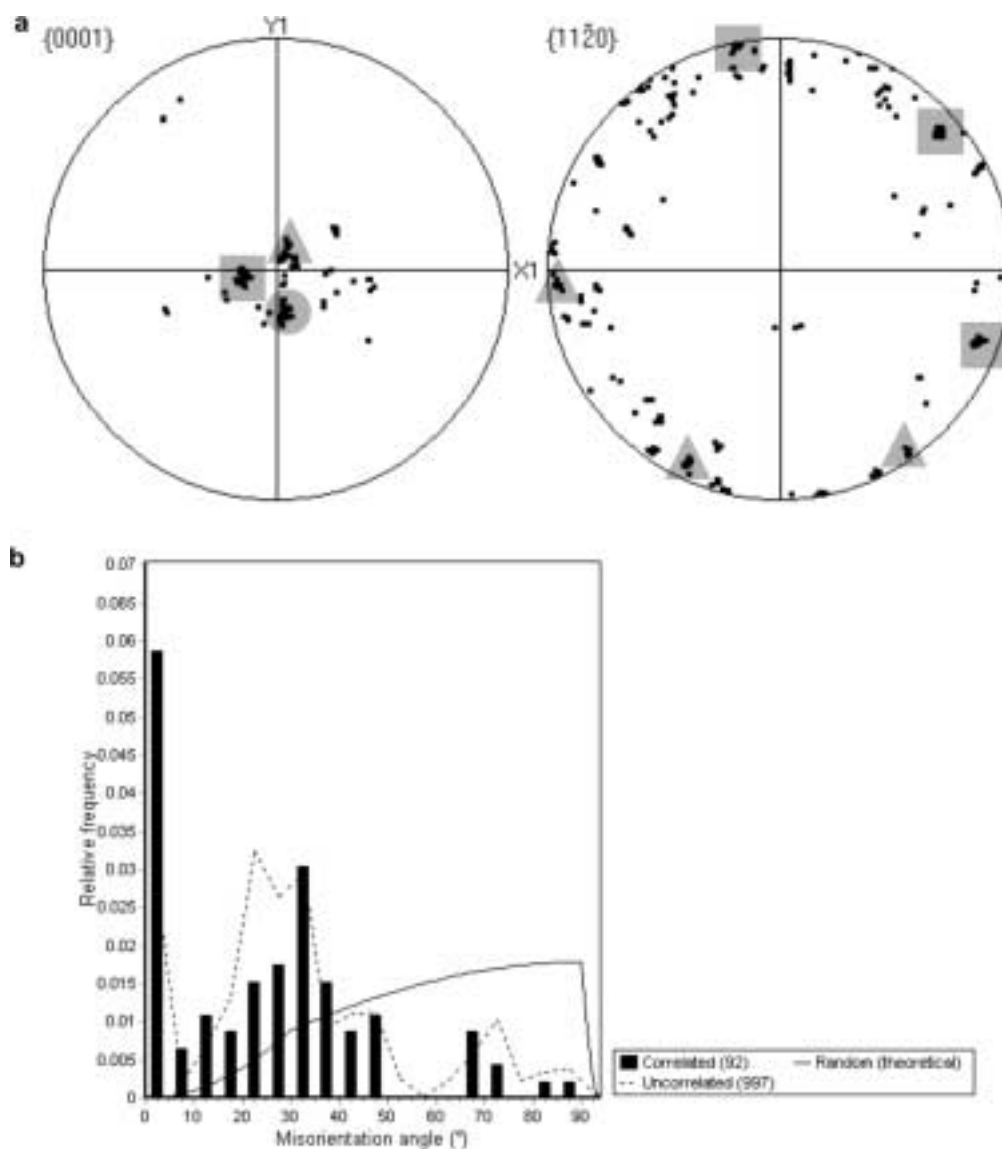 a
{0001}
Y1
{112̄0}
X1
b
0.07
0.065
0.06
0.055
0.05
0.045
0.04
0.035
0.03
0.025
0.02
0.015
0.01
0.005
0
Relative frequency
0 10 20 30 40 50 60 70 80 90
Misorientation angle (°)
Correlated (92)
Random (theoretical)
Uncorrelated (997)